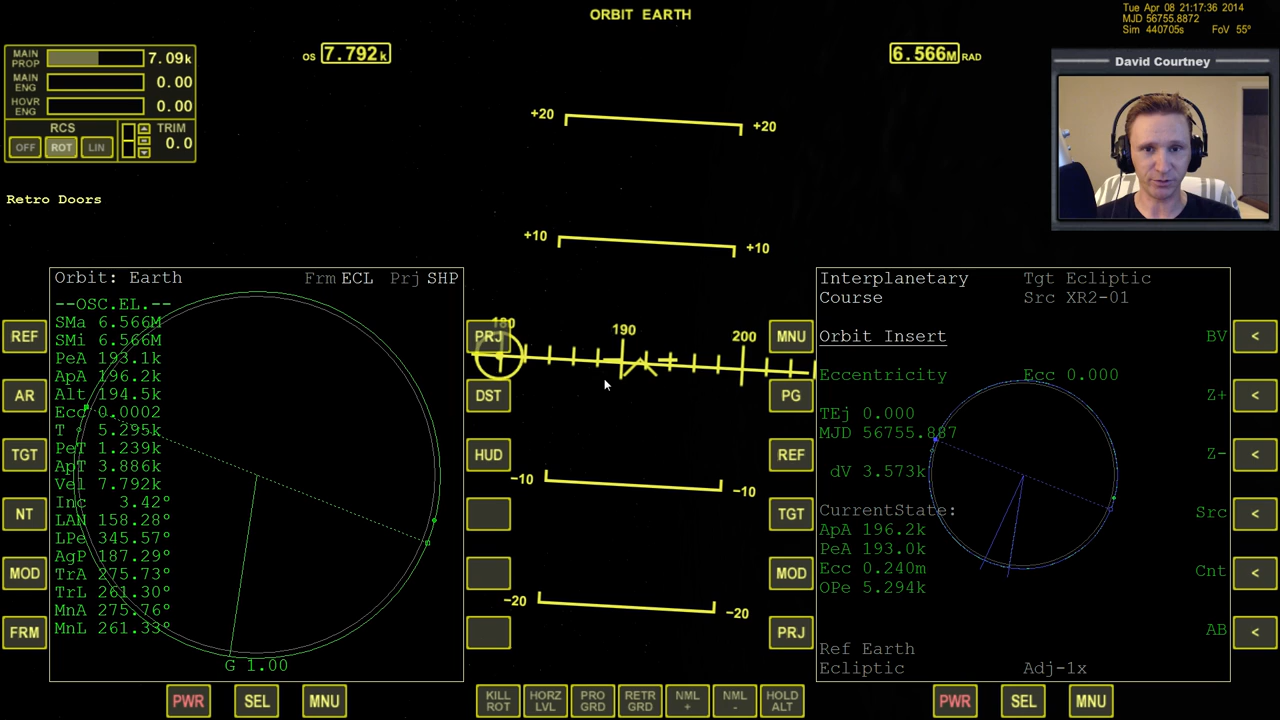 ORBIT EARTH
Tue Apr 08 21:17:36 2014
MJD 56755.8872
Sim 440705s FoV 55°
MAIN PROP 7.09k
MAIN ENG 0.00
HOVR ENG 0.00
RCS TRIM
OFF ROT LIN 0.0
OS 7.792k
6.566M RAD
David Courtney
Retro Doors
+20 +20
+10 +10
180 190 200
-10 -10
-20 -20
Orbit: Earth Frm ECL Prj SHP
--OSC.EL.--
SMa 6.566M
SMi 6.566M
PeA 193.1k
ApA 196.2k
Alt 194.5k
Ecc 0.0002
T 5.295k
PeT 1.239k
ApT 3.886k
Vel 7.792k
Inc 3.42°
LAN 158.28°
LPe 345.57°
AgP 187.29°
TrA 275.73°
TrL 261.30°
MnA 275.76°
MnL 261.33°
G 1.00
REF
AR
TGT
NT
MOD
FRM
PRJ
DST
HUD
PWR SEL MNU
KILL ROT
HORZ LVL
PRO GRD
RETR GRD
NML +
NML -
HOLD ALT
MNU
PG
REF
TGT
MOD
PRJ
Interplanetary Tgt Ecliptic
Course Src XR2-01
Orbit Insert
Eccentricity Ecc 0.000
TEj 0.000
MJD 56755.887
dV 3.573k
CurrentState:
ApA 196.2k
PeA 193.0k
Ecc 0.240m
OPe 5.294k
Ref Earth
Ecliptic Adj-1x
BV <
Z+ <
Z- <
Src <
Cnt <
AB <
PWR SEL MNU